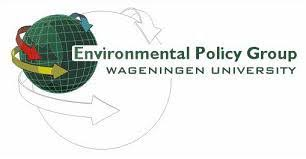 Environmental Policy Group
WAGENINGEN UNIVERSITY